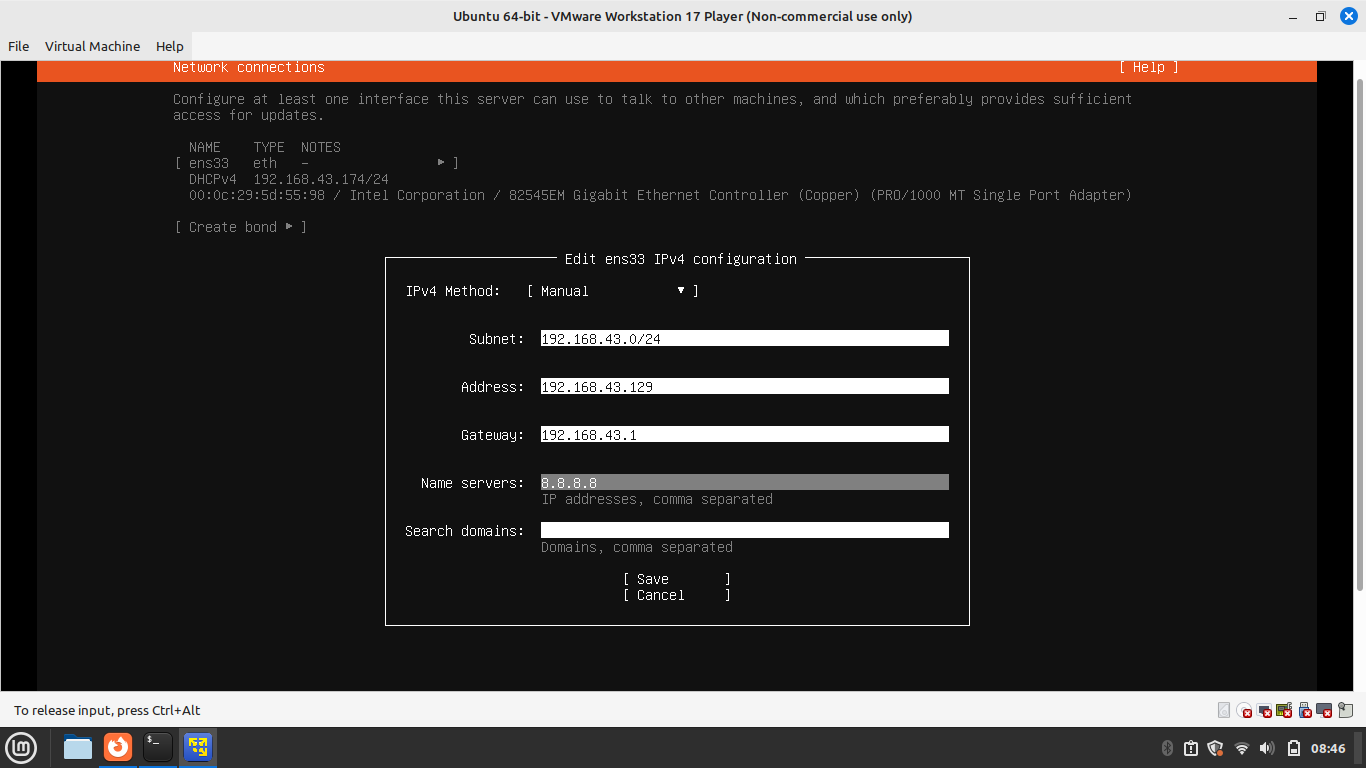 Ubuntu 64-bit - VMware Workstation 17 Player (Non-commercial use only)
File Virtual Machine Help
Network connections [ Help ]
Configure at least one interface this server can use to talk to other machines, and which preferably provides sufficient
access for updates.
NAME TYPE NOTES
[ ens33 eth - ▸ ]
DHCPv4 192.168.43.174/24
00:0c:29:5d:55:98 / Intel Corporation / 82545EM Gigabit Ethernet Controller (Copper) (PRO/1000 MT Single Port Adapter)
[ Create bond ▸ ]
Edit ens33 IPv4 configuration
IPv4 Method: [ Manual ▾ ]
Subnet: 192.168.43.0/24
Address: 192.168.43.129
Gateway: 192.168.43.1
Name servers: 8.8.8.8
IP addresses, comma separated
Search domains:
Domains, comma separated
[ Save ]
[ Cancel ]
To release input, press Ctrl+Alt
08:46